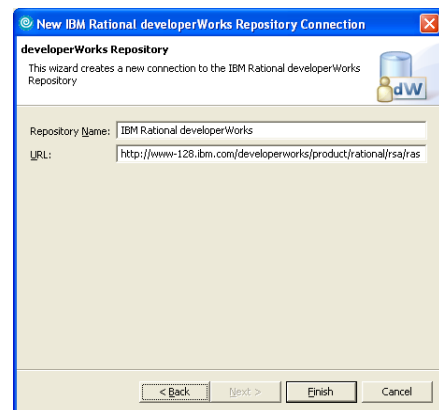 New IBM Rational developerWorks Repository Connection
developerWorks Repository
This wizard creates a new connection to the IBM Rational developerWorks
Repository
dW
Repository Name: IBM Rational developerWorks
URL: http://www-128.ibm.com/developerworks/product/rational/rsa/ras
< Back Next > Finish Cancel